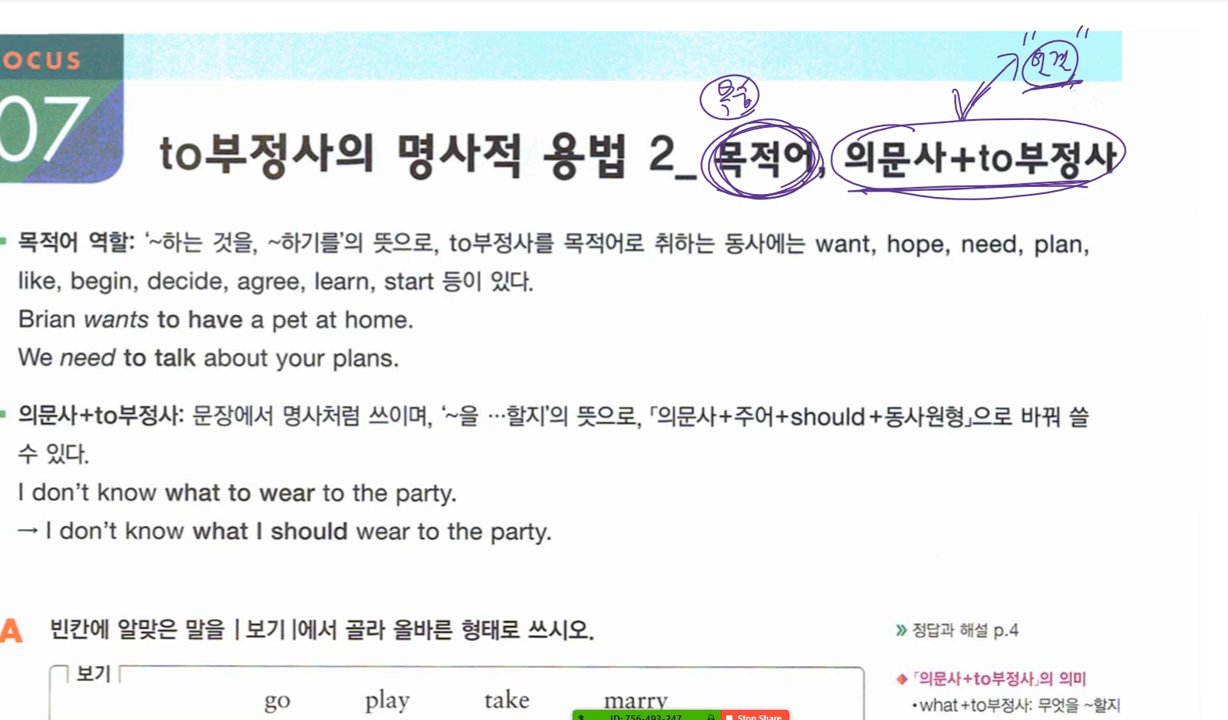 "연결"
목숨
FOCUS
07
to부정사의 명사적 용법 2_ 목적어, 의문사+to부정사
목적어 역할: '~하는 것을, ~하기를'의 뜻으로, to부정사를 목적어로 취하는 동사에는 want, hope, need, plan,
like, begin, decide, agree, learn, start 등이 있다.
Brian wants to have a pet at home.
We need to talk about your plans.
의문사+to부정사: 문장에서 명사처럼 쓰이며, '~을 …할지'의 뜻으로, 「의문사+주어+should+동사원형」으로 바꿔 쓸
수 있다.
I don't know what to wear to the party.
→ I don't know what I should wear to the party.
A 빈칸에 알맞은 말을 |보기|에서 골라 올바른 형태로 쓰시오.
» 정답과 해설 p.4
보기
go play take marry
「의문사+to부정사」의 의미
•what+to부정사: 무엇을 ~할지
ID: 756-493-247 Stop Share